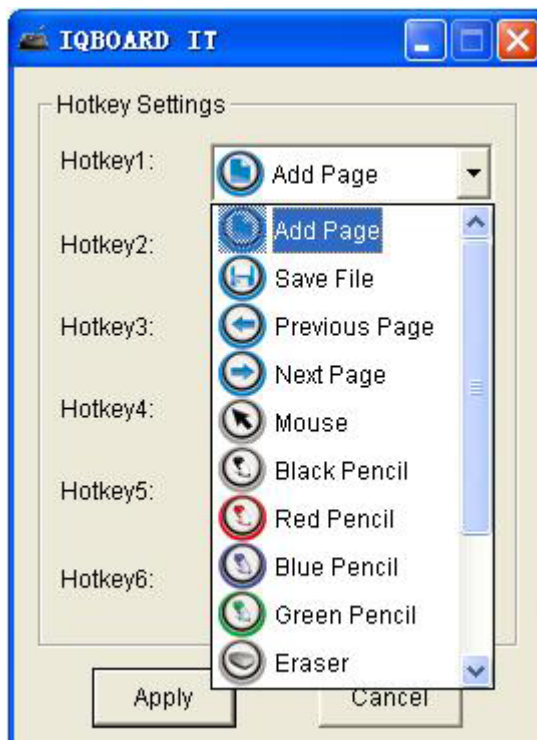 IQBOARD IT
Hotkey Settings
Hotkey1:
Add Page
Add Page
Hotkey2:
Save File
Hotkey3:
Previous Page
Next Page
Hotkey4:
Mouse
Black Pencil
Hotkey5:
Red Pencil
Hotkey6:
Blue Pencil
Green Pencil
Eraser
Apply
Cancel